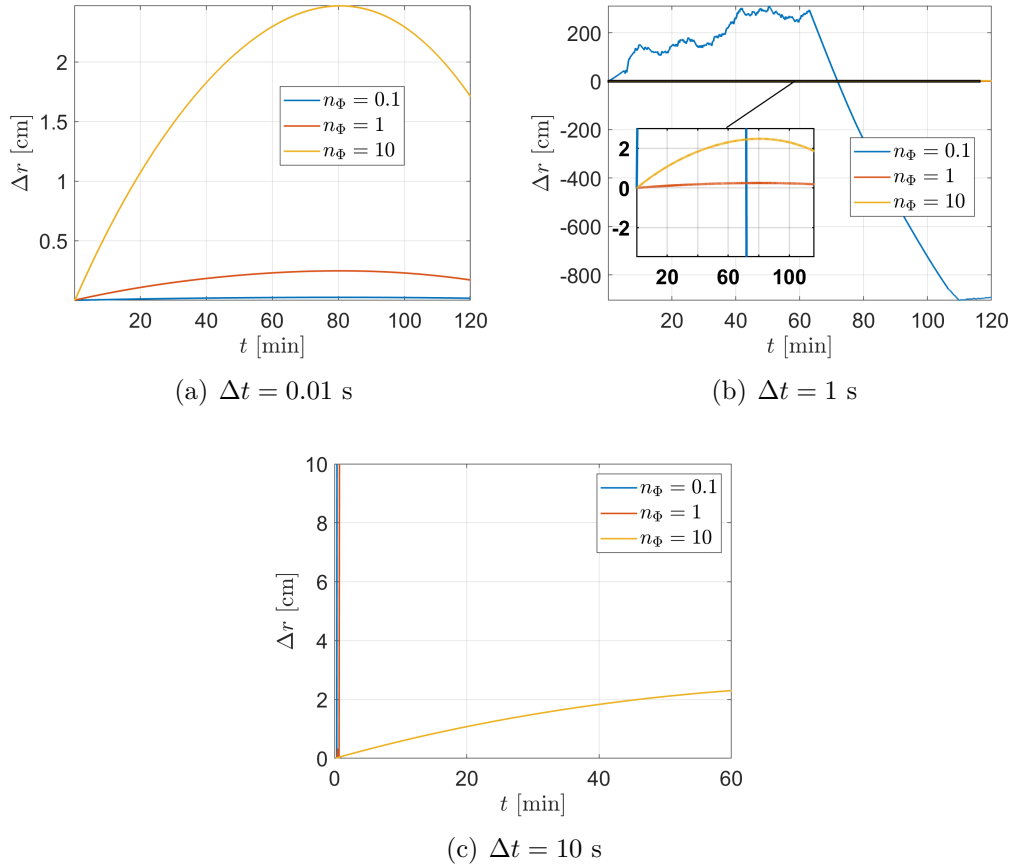 2
1.5
1
0.5
Δr [cm]
20 40 60 80 100 120
t [min]
n_Φ = 0.1
n_Φ = 1
n_Φ = 10
(a) Δt = 0.01 s
200
0
-200
-400
-600
-800
Δr [cm]
0 20 40 60 80 100 120
t [min]
2
0
-2
20 60 100
n_Φ = 0.1
n_Φ = 1
n_Φ = 10
(b) Δt = 1 s
10
8
6
4
2
0
Δr [cm]
0 20 40 60
t [min]
n_Φ = 0.1
n_Φ = 1
n_Φ = 10
(c) Δt = 10 s